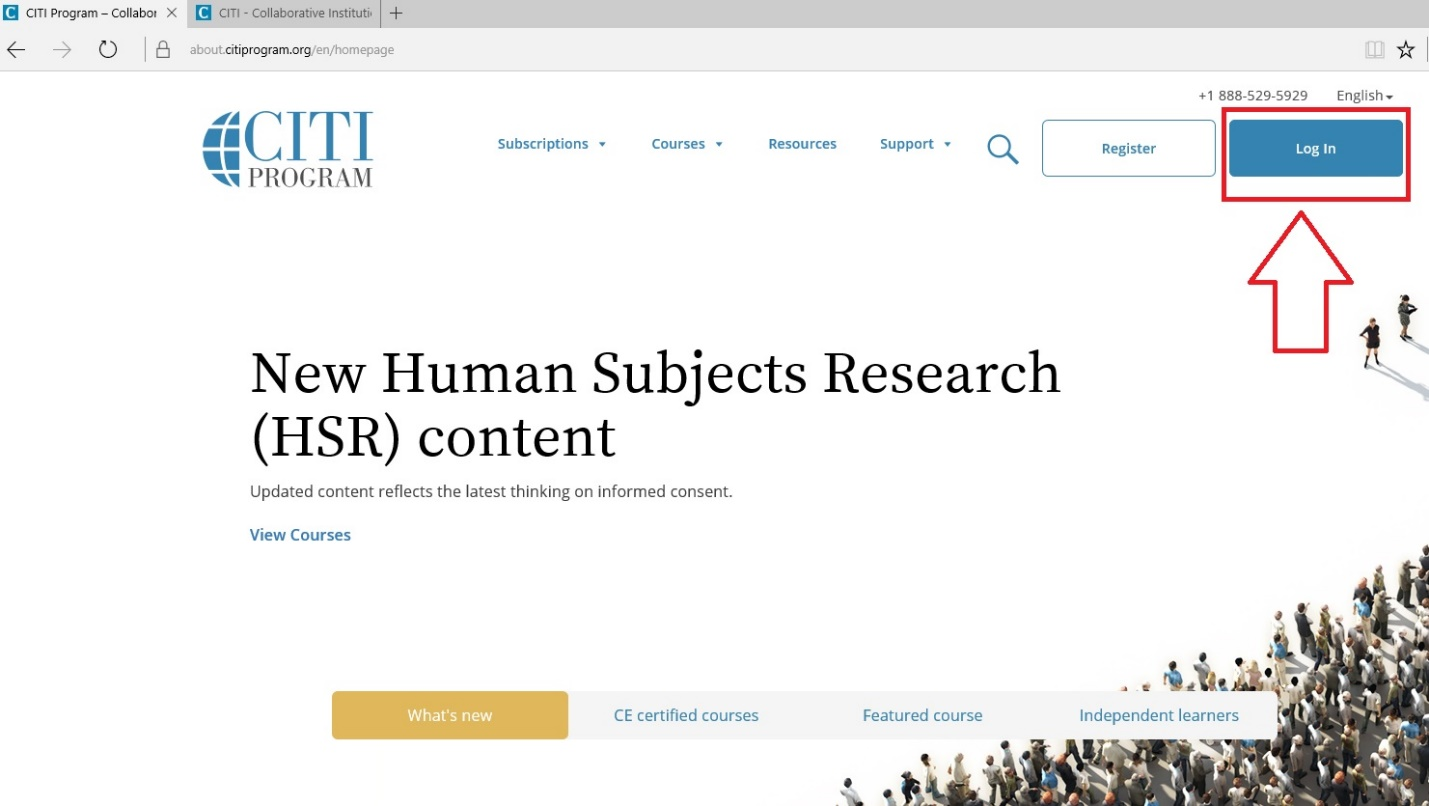 CITI Program – Collabor
CITI - Collaborative Instituti
about.citiprogram.org/en/homepage
+1 888-529-5929 English
CITI
PROGRAM
Subscriptions Courses Resources Support Register Log In
New Human Subjects Research
(HSR) content
Updated content reflects the latest thinking on informed consent.
View Courses
What's new CE certified courses Featured course Independent learners